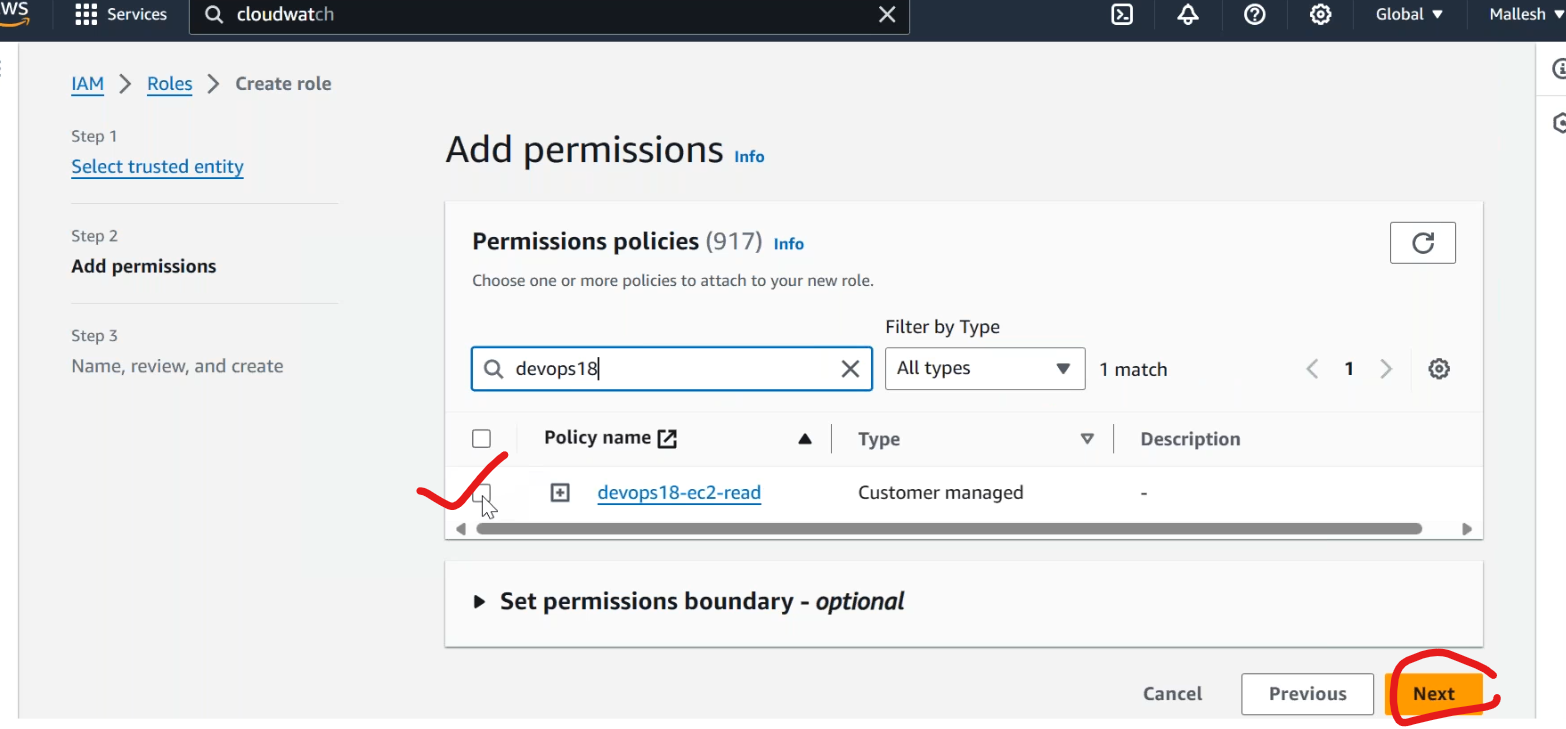 WS Services cloudwatch Global Mallesh
IAM > Roles > Create role
Step 1
Select trusted entity
Step 2
Add permissions
Step 3
Name, review, and create
Add permissions Info
Permissions policies (917) Info
Choose one or more policies to attach to your new role.
Filter by Type
devops18 All types 1 match 1
Policy name Type Description
devops18-ec2-read Customer managed -
Set permissions boundary - optional
Cancel Previous Next